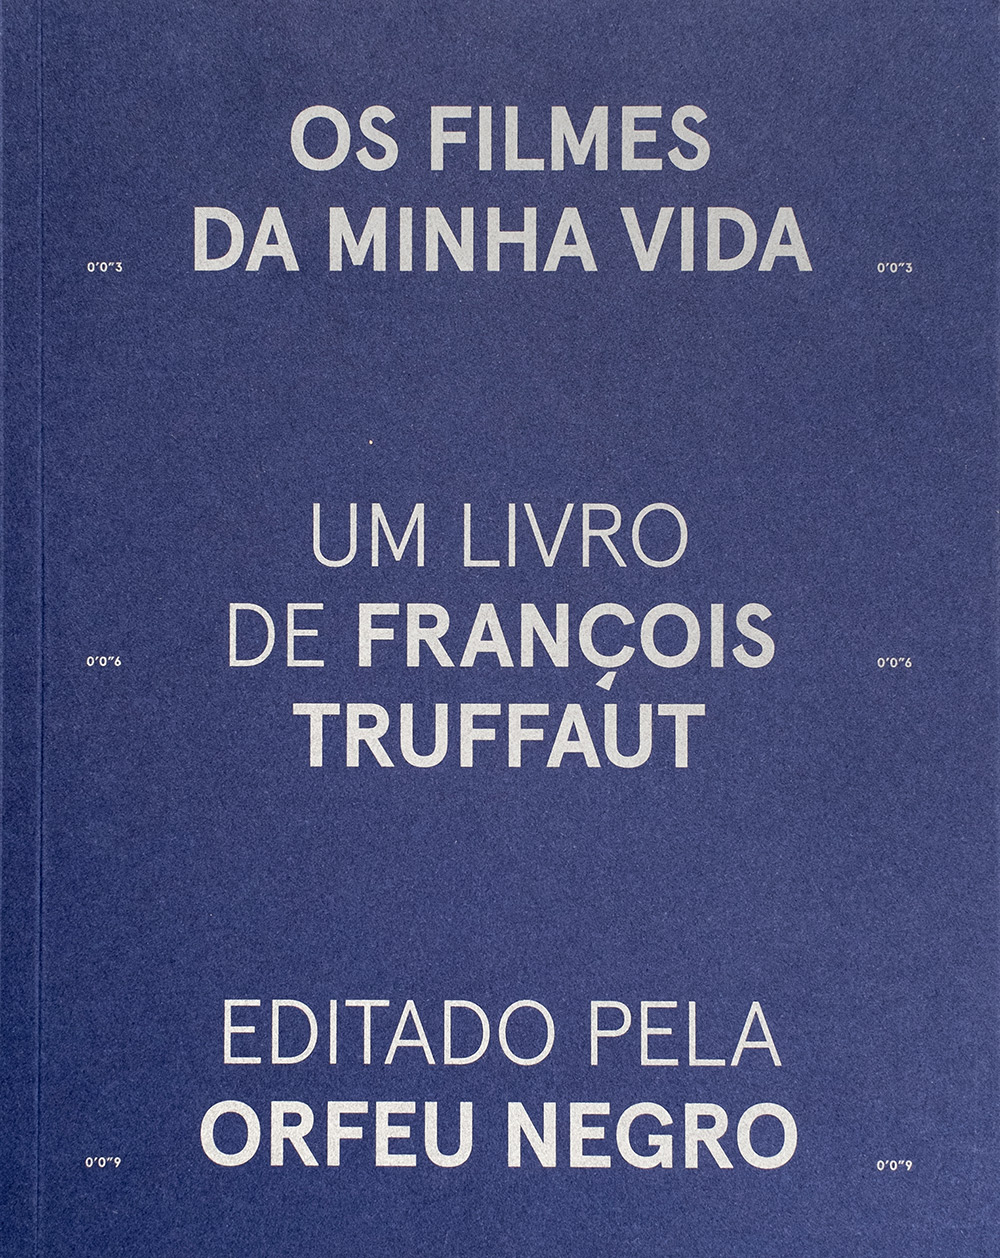 OS FILMES
DA MINHA VIDA
0'0"3 0'0"3
UM LIVRO
DE FRANÇOIS
0'0"6 0'0"6
TRUFFAUT
EDITADO PELA
ORFEU NEGRO
0'0"9 0'0"9